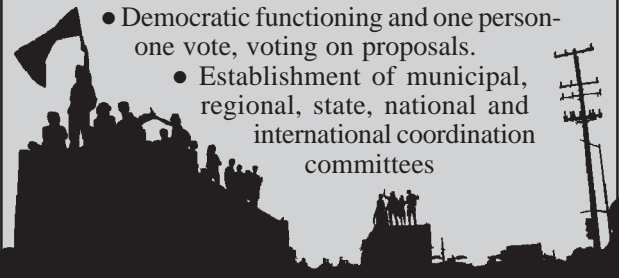 ● Democratic functioning and one person-
one vote, voting on proposals.
● Establishment of municipal,
regional, state, national and
international coordination
committees